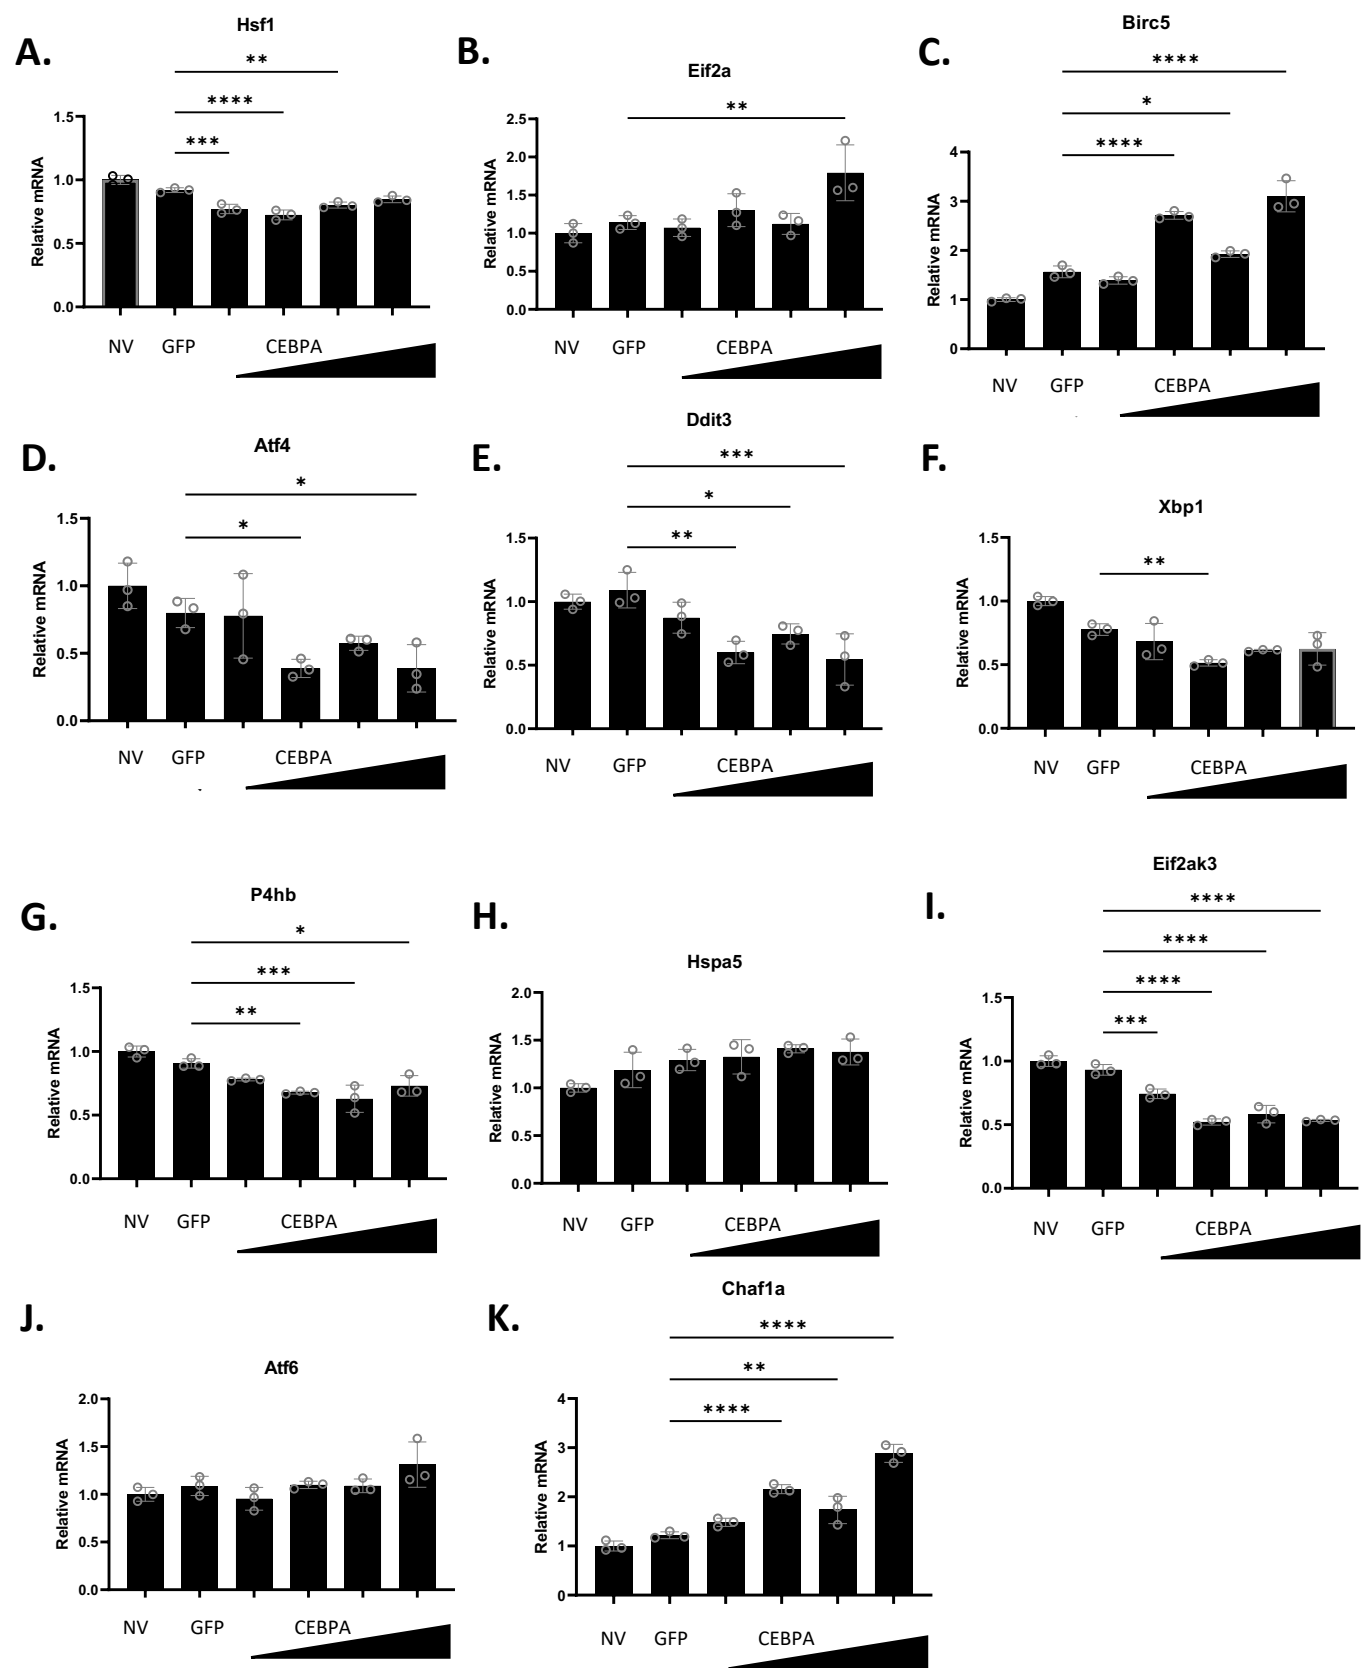 A.
Hsf1
**
****
***
Relative mRNA
1.5
1.0
0.5
0.0
NV GFP CEBPA
B.
Eif2a
**
Relative mRNA
2.5
2.0
1.5
1.0
0.5
0.0
NV GFP CEBPA
C.
Birc5
****
*
****
Relative mRNA
4
3
2
1
0
NV GFP CEBPA
D.
Atf4
*
*
Relative mRNA
1.5
1.0
0.5
0.0
NV GFP CEBPA
E.
Ddit3
***
*
**
Relative mRNA
1.5
1.0
0.5
0.0
NV GFP CEBPA
F.
Xbp1
**
Relative mRNA
1.5
1.0
0.5
0.0
NV GFP CEBPA
G.
P4hb
*
***
**
Relative mRNA
1.5
1.0
0.5
0.0
NV GFP CEBPA
H.
Hspa5
Relative mRNA
2.0
1.5
1.0
0.5
0.0
NV GFP CEBPA
I.
Eif2ak3
****
****
****
***
Relative mRNA
1.5
1.0
0.5
0.0
NV GFP CEBPA
J.
Atf6
Relative mRNA
2.0
1.5
1.0
0.5
0.0
NV GFP CEBPA
K.
Chaf1a
****
**
****
Relative mRNA
4
3
2
1
0
NV GFP CEBPA